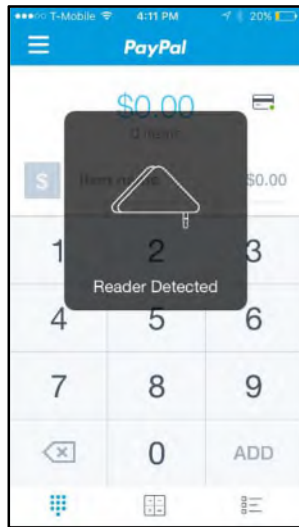 T-Mobile 4:11 PM 20%
PayPal
$0.00
S $0.00
1 2 3
Reader Detected
4 5 6
7 8 9
0 ADD